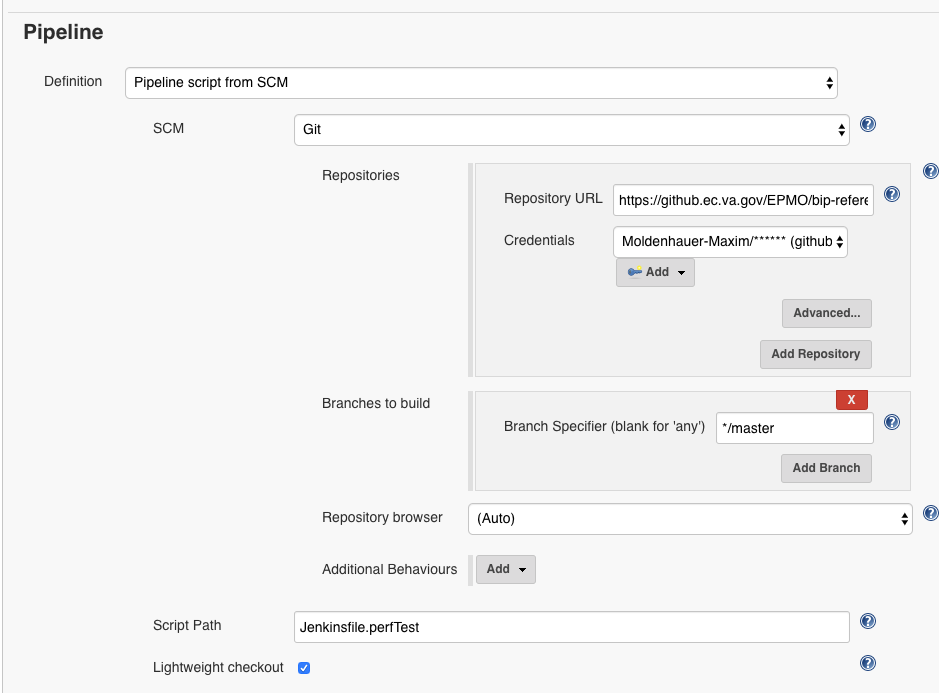 Pipeline
Definition
Pipeline script from SCM
SCM
Git
Repositories
Repository URL
https://github.ec.va.gov/EPMO/bip-refere
Credentials
Moldenhauer-Maxim/****** (github
Add
Advanced...
Add Repository
Branches to build
X
Branch Specifier (blank for 'any')
*/master
Add Branch
Repository browser
(Auto)
Additional Behaviours
Add
Script Path
Jenkinsfile.perfTest
Lightweight checkout